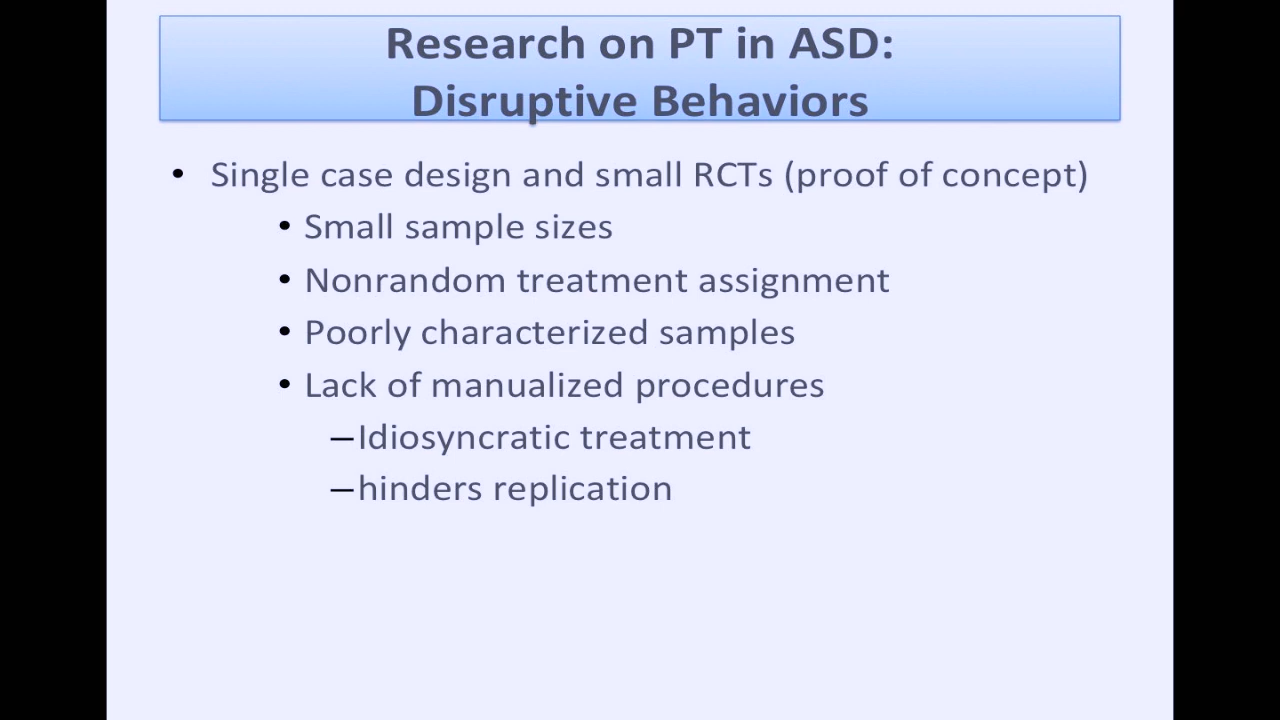 Research on PT in ASD:
Disruptive Behaviors
• Single case design and small RCTs (proof of concept)
• Small sample sizes
• Nonrandom treatment assignment
• Poorly characterized samples
• Lack of manualized procedures
–Idiosyncratic treatment
–hinders replication